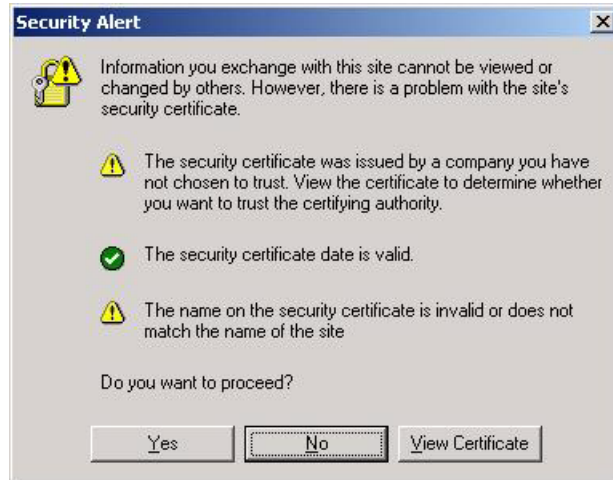 Security Alert
Information you exchange with this site cannot be viewed or
changed by others. However, there is a problem with the site's
security certificate.
The security certificate was issued by a company you have
not chosen to trust. View the certificate to determine whether
you want to trust the certifying authority.
The security certificate date is valid.
The name on the security certificate is invalid or does not
match the name of the site
Do you want to proceed?
Yes
No
View Certificate